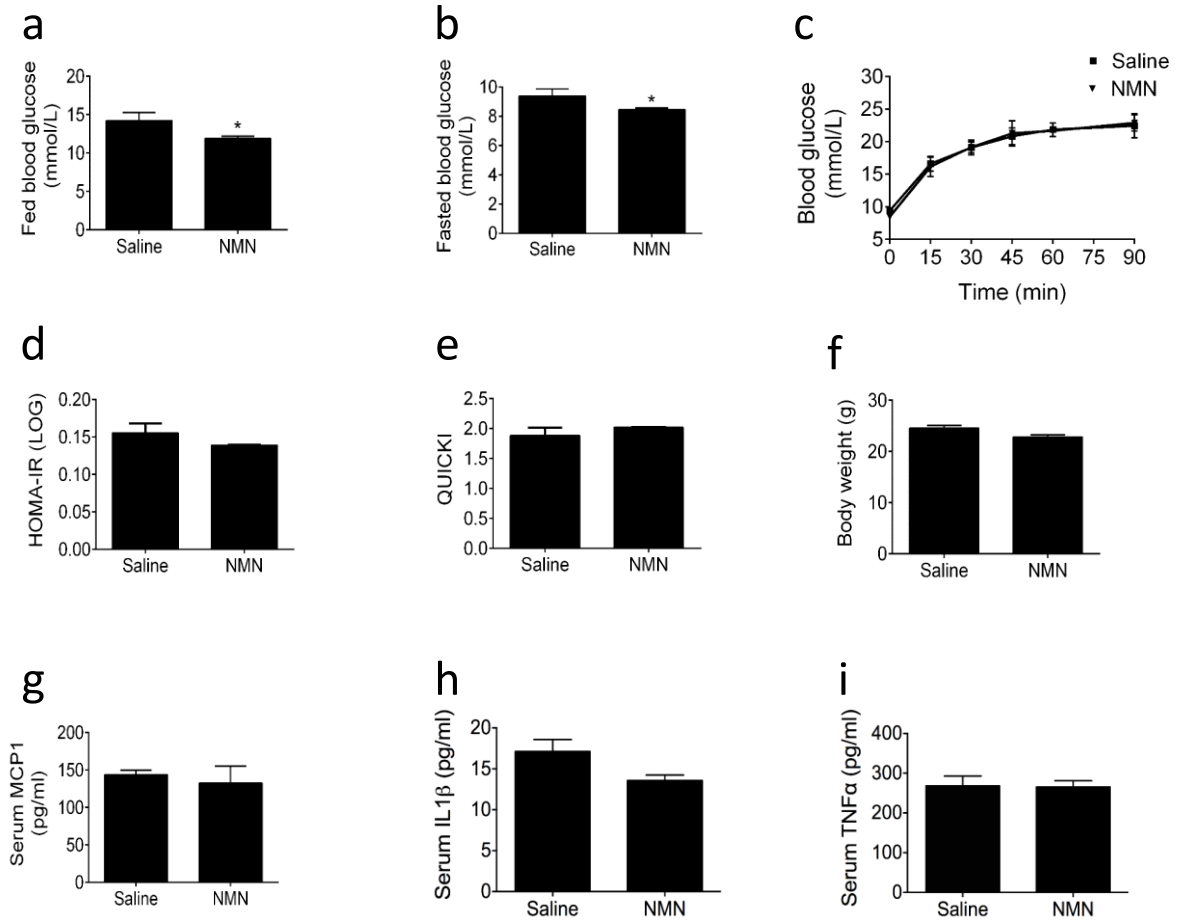 a
Fed blood glucose
(mmol/L)
20
15
10
5
0
*
Saline
NMN
b
Fasted blood glucose
(mmol/L)
10
8
6
4
2
0
*
Saline
NMN
c
Saline
NMN
Blood glucose
(mmol/L)
30
25
20
15
10
5
0 15 30 45 60 75 90
Time (min)
d
HOMA-IR (LOG)
0.20
0.15
0.10
0.05
0.00
Saline
NMN
e
QUICKI
2.5
2.0
1.5
1.0
0.5
0.0
Saline
NMN
f
Body weight (g)
30
20
10
0
Saline
NMN
g
Serum MCP1
(pg/ml)
200
150
100
50
0
Saline
NMN
h
Serum IL1β (pg/ml)
20
15
10
5
0
Saline
NMN
i
Serum TNFα (pg/ml)
400
300
200
100
0
Saline
NMN